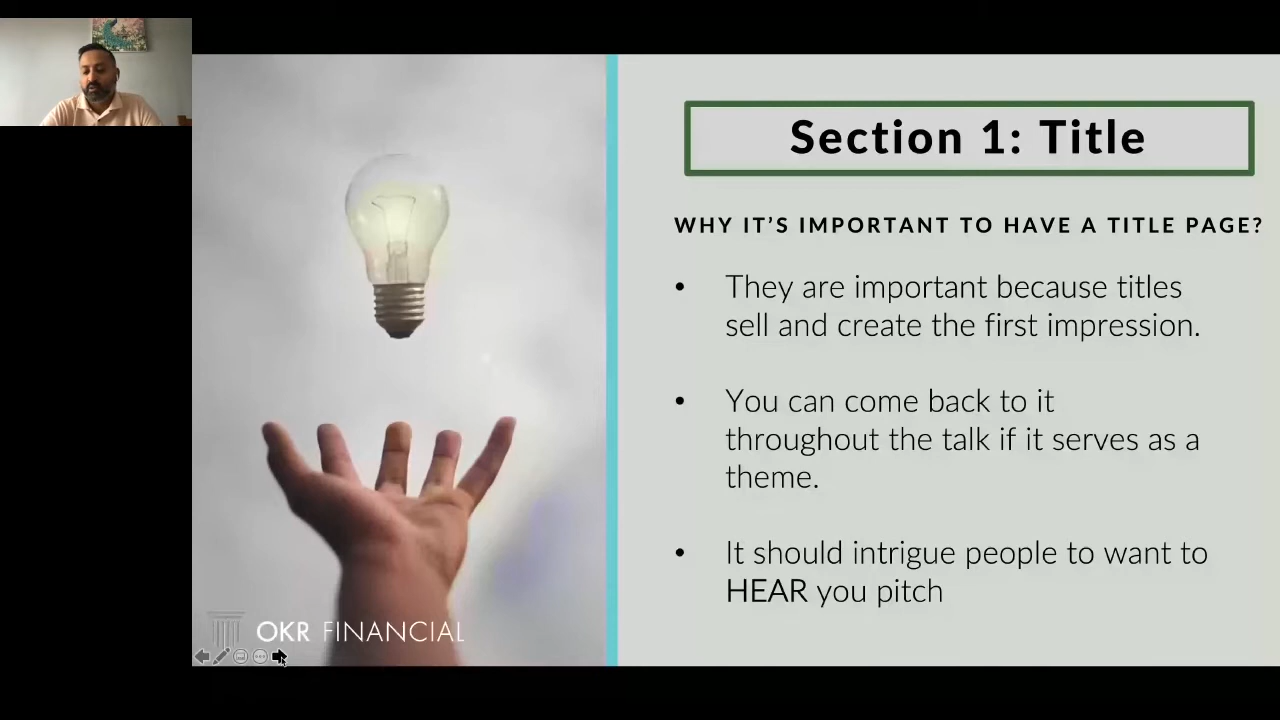 Section 1: Title
WHY IT'S IMPORTANT TO HAVE A TITLE PAGE?
• They are important because titles
sell and create the first impression.
• You can come back to it
throughout the talk if it serves as a
theme.
• It should intrigue people to want to
HEAR you pitch
OKR FINANCIAL